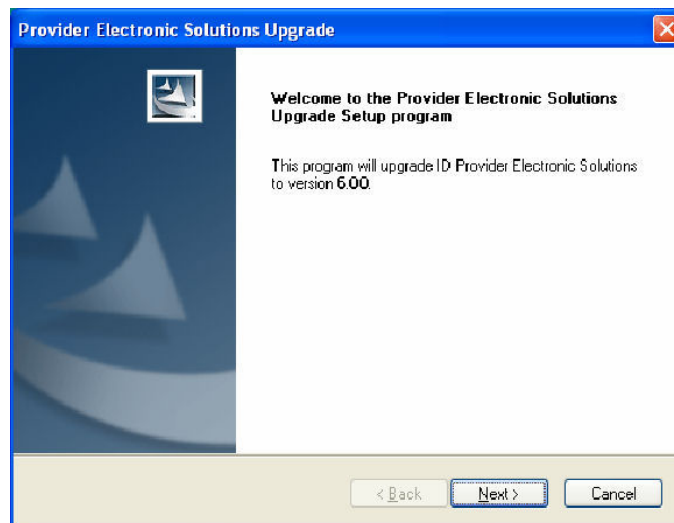 Provider Electronic Solutions Upgrade
Welcome to the Provider Electronic Solutions
Upgrade Setup program
This program will upgrade ID Provider Electronic Solutions
to version 6.00.
< Back
Next >
Cancel